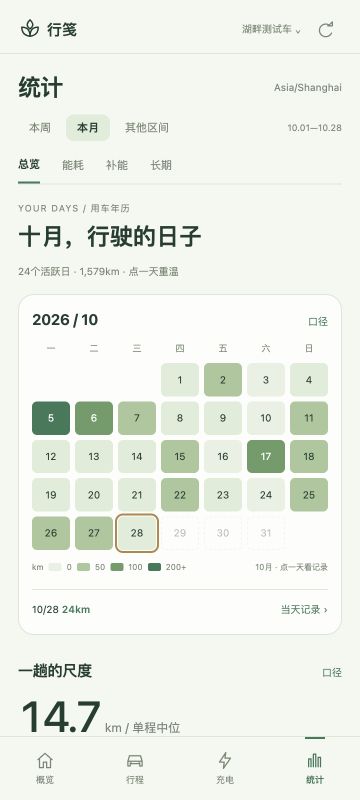 行笺
湖畔测试车
统计
Asia/Shanghai
本周 本月 其他区间 10.01—10.28
总览 能耗 补能 长期
YOUR DAYS / 用车年历
十月，行驶的日子
24个活跃日 · 1,579km · 点一天重温
2026 / 10 口径
一 二 三 四 五 六 日
1 2 3 4
5 6 7 8 9 10 11
12 13 14 15 16 17 18
19 20 21 22 23 24 25
26 27 28 29 30 31
km 0 50 100 200+ 10月 · 点一天看记录
10/28 24km 当天记录 ›
一趟的尺度 口径
14.7 km / 单程中位
概览 行程 充电 统计